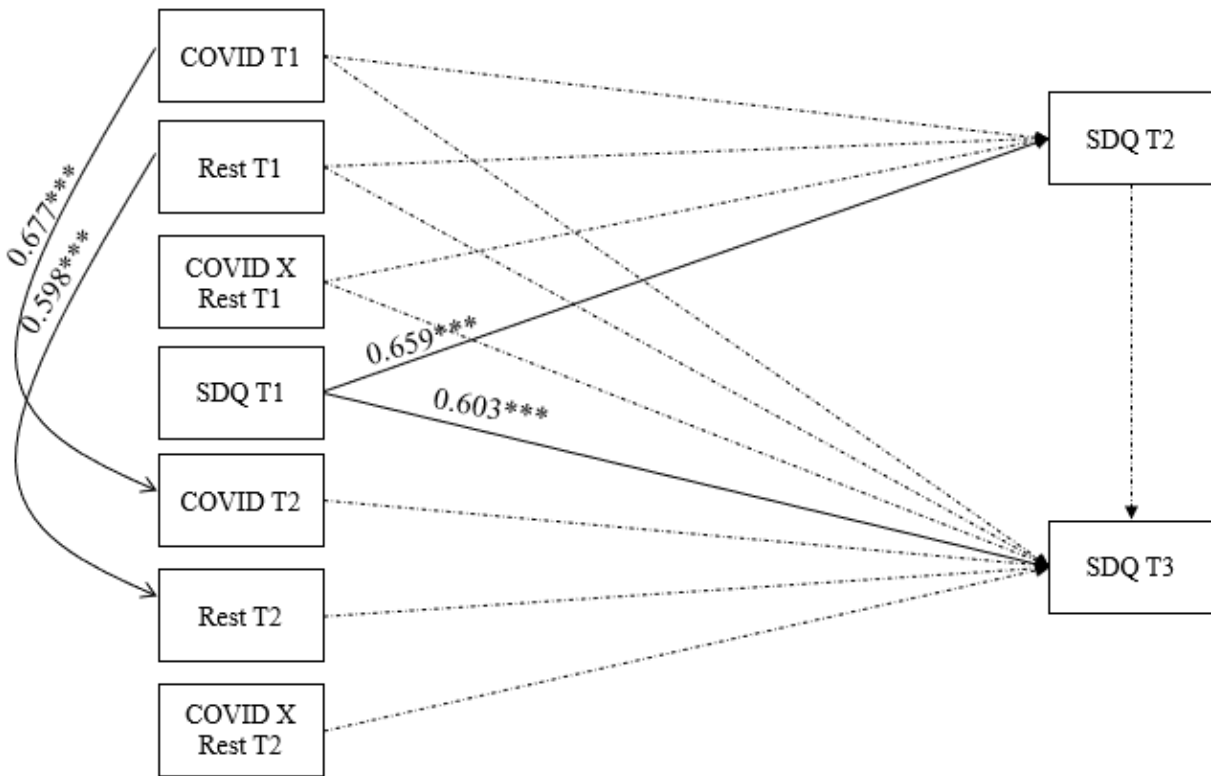 COVID T1
Rest T1
COVID X
Rest T1
SDQ T1
COVID T2
Rest T2
COVID X
Rest T2
0.677***
0.598***
0.659***
0.603***
SDQ T2
SDQ T3